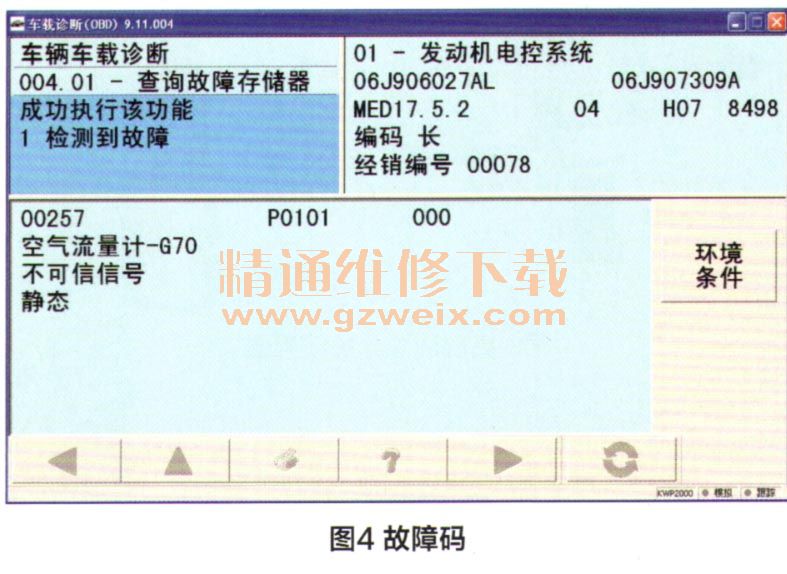 车载诊断(OBD) 9.11.004
车辆车载诊断
004.01 - 查询故障存储器
成功执行该功能
1 检测到故障
01 - 发动机电控系统
06J906027AL 06J907309A
MED17.5.2 04 H07 8498
编码 长
经销编号 00078
00257 P0101 000
空气流量计-G70
不可信信号
静态
环境
条件
精通维修下载
www.gzweix.com
KWP2000 模拟 跟踪
图4 故障码